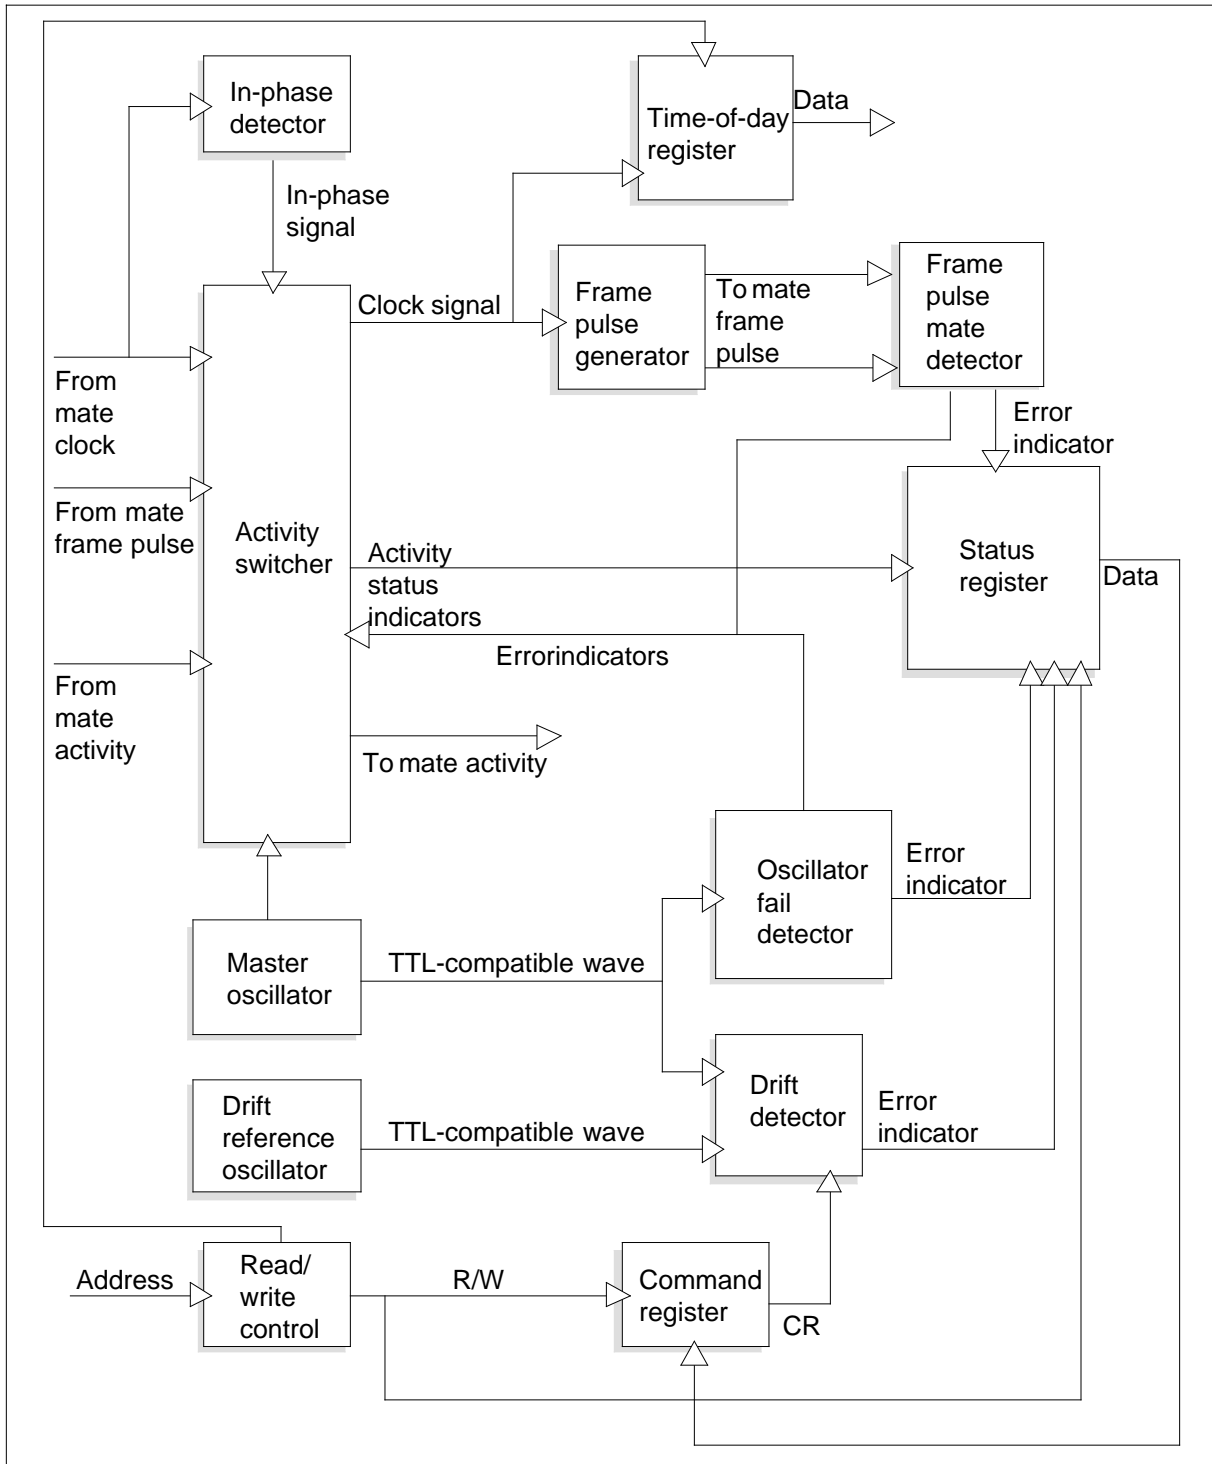 In-phase
detector
Time-of-day
register
Data
In-phase
signal
Clock signal
Frame
pulse
generator
To mate
frame
pulse
Frame
pulse
mate
detector
From
mate
clock
Error
indicator
From mate
frame pulse
Activity
switcher
Activity
status
indicators
Status
register
Data
Errorindicators
From
mate
activity
To mate activity
Oscillator
fail
detector
Error
indicator
Master
oscillator
TTL-compatible wave
Drift
detector
Error
indicator
Drift
reference
oscillator
TTL-compatible wave
Address
Read/
write
control
R/W
Command
register
CR